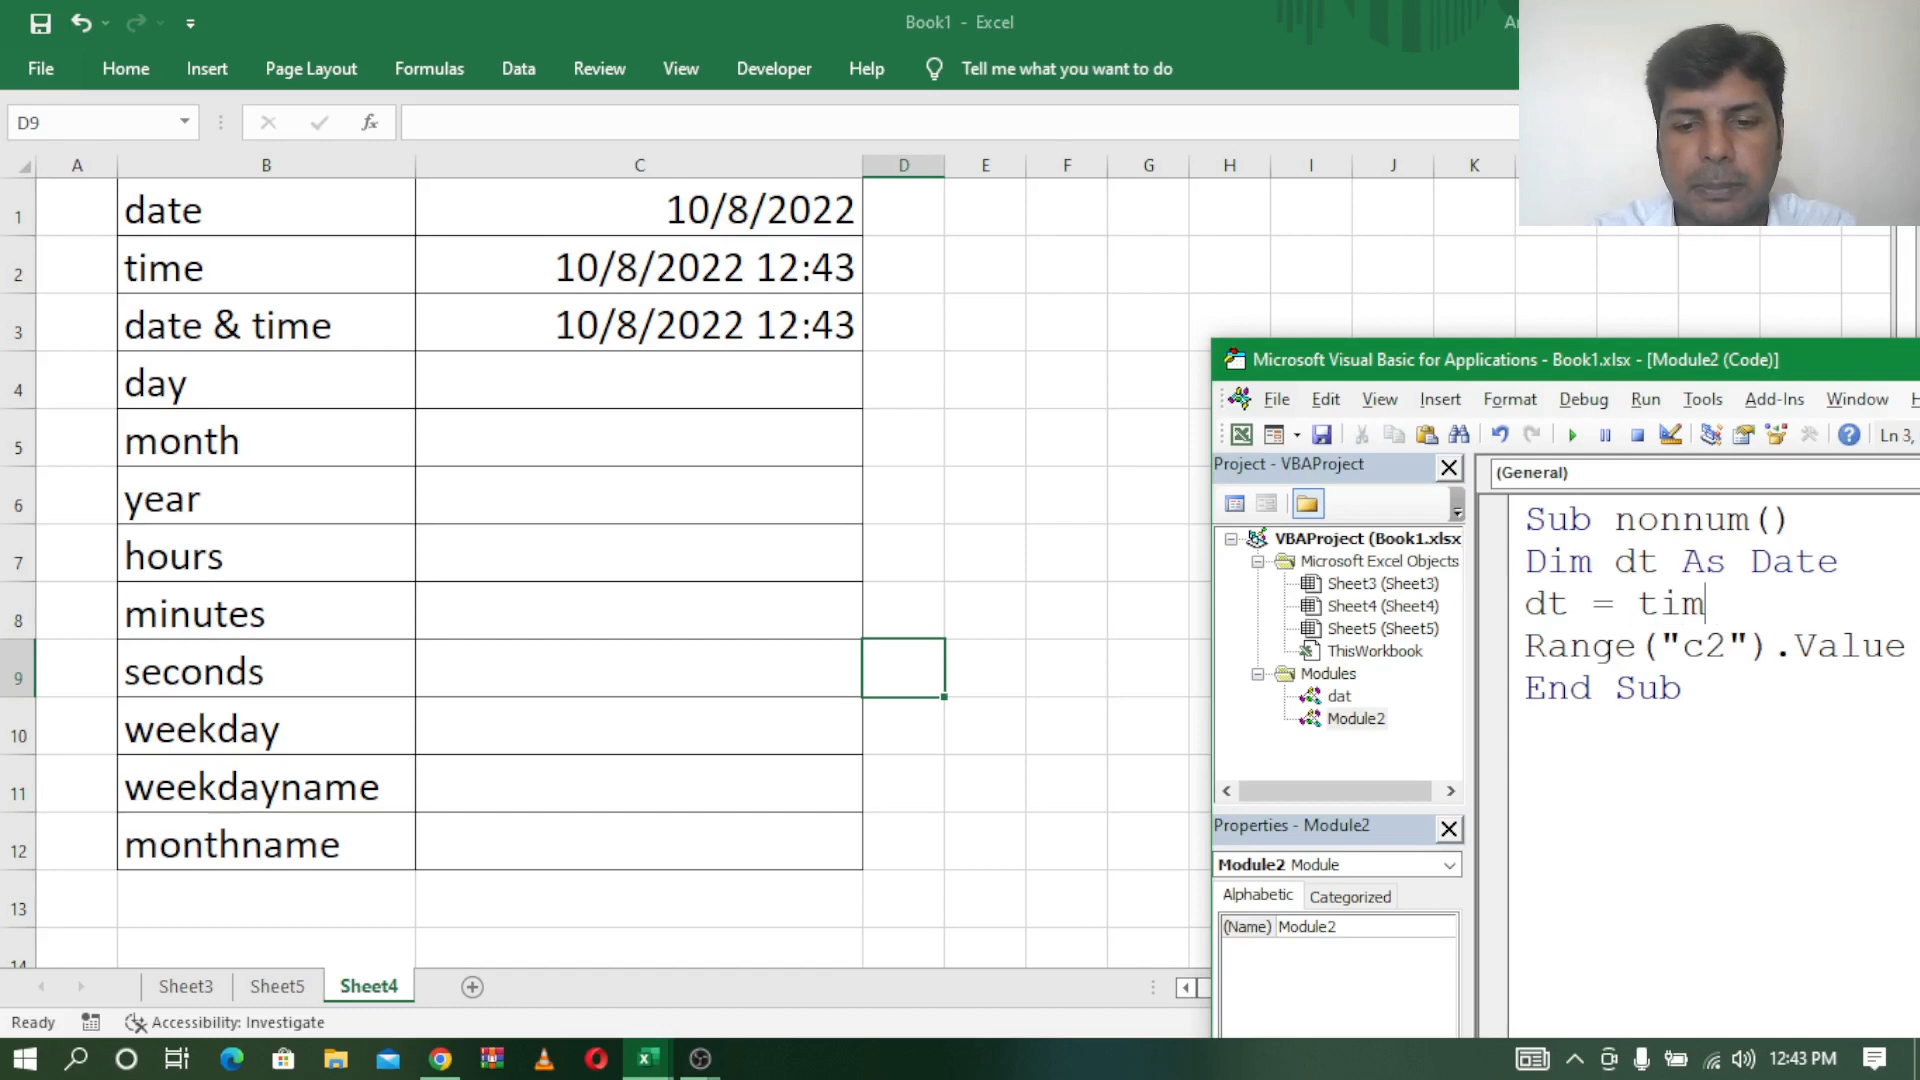 Book1 - Excel
File Home Insert Page Layout Formulas Data Review View Developer Help Tell me what you want to do
D9 fx
A B C D E F G H I J K
1 date 10/8/2022
2 time 10/8/2022 12:43
3 date & time 10/8/2022 12:43
4 day
5 month
6 year
7 hours
8 minutes
9 seconds
10 weekday
11 weekdayname
12 monthname
13
14
Microsoft Visual Basic for Applications - Book1.xlsx - [Module2 (Code)]
File Edit View Insert Format Debug Run Tools Add-Ins Window
Ln 3,
Project - VBAProject
VBAProject (Book1.xlsx
Microsoft Excel Objects
Sheet3 (Sheet3)
Sheet4 (Sheet4)
Sheet5 (Sheet5)
ThisWorkbook
Modules
dat
Module2
Properties - Module2
Module2 Module
Alphabetic Categorized
(Name) Module2
(General)
Sub nonnum()
Dim dt As Date
dt = tim
Range("c2").Value
End Sub
Sheet3 Sheet5 Sheet4
Ready Accessibility: Investigate
12:43 PM